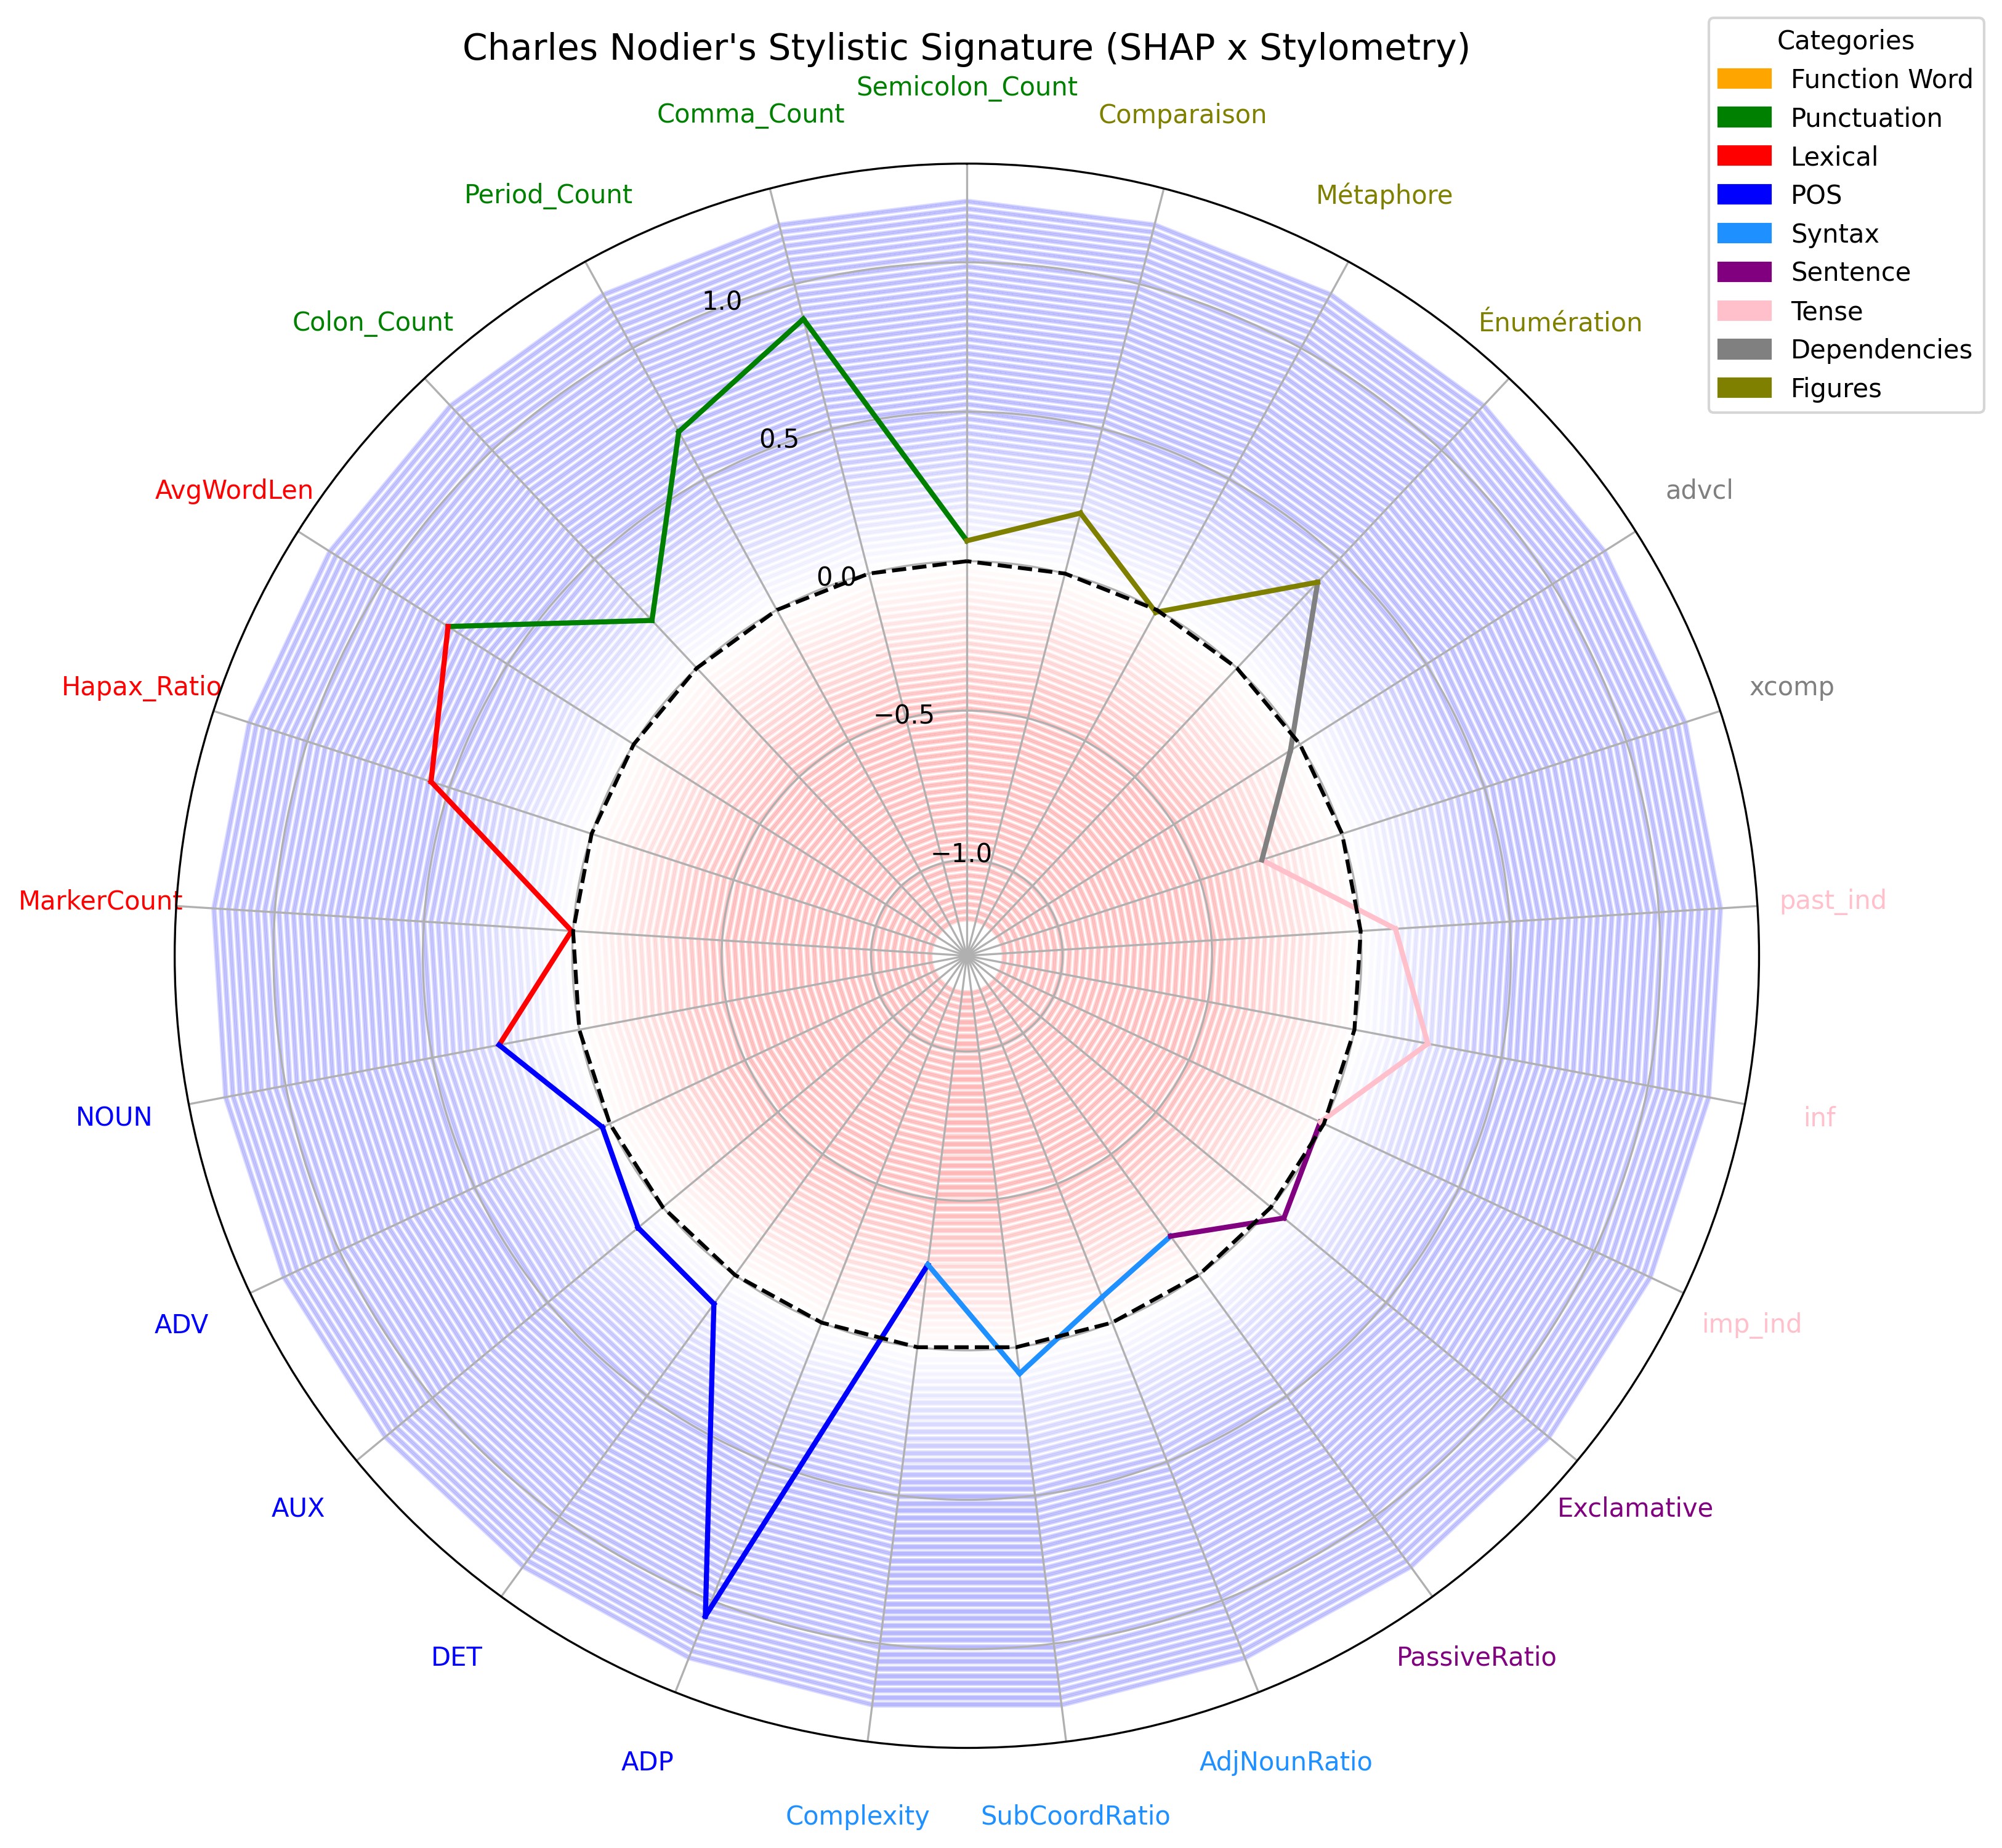 Charles Nodier's Stylistic Signature (SHAP x Stylometry)
Categories
Function Word
Punctuation
Lexical
POS
Syntax
Sentence
Tense
Dependencies
Figures
Semicolon_Count
Comma_Count
Comparaison
Period_Count
Métaphore
Colon_Count
Énumération
AvgWordLen
advcl
Hapax_Ratio
xcomp
MarkerCount
past_ind
NOUN
inf
ADV
imp_ind
AUX
Exclamative
DET
PassiveRatio
ADP
AdjNounRatio
Complexity
SubCoordRatio
1.0
0.5
0.0
−0.5
−1.0